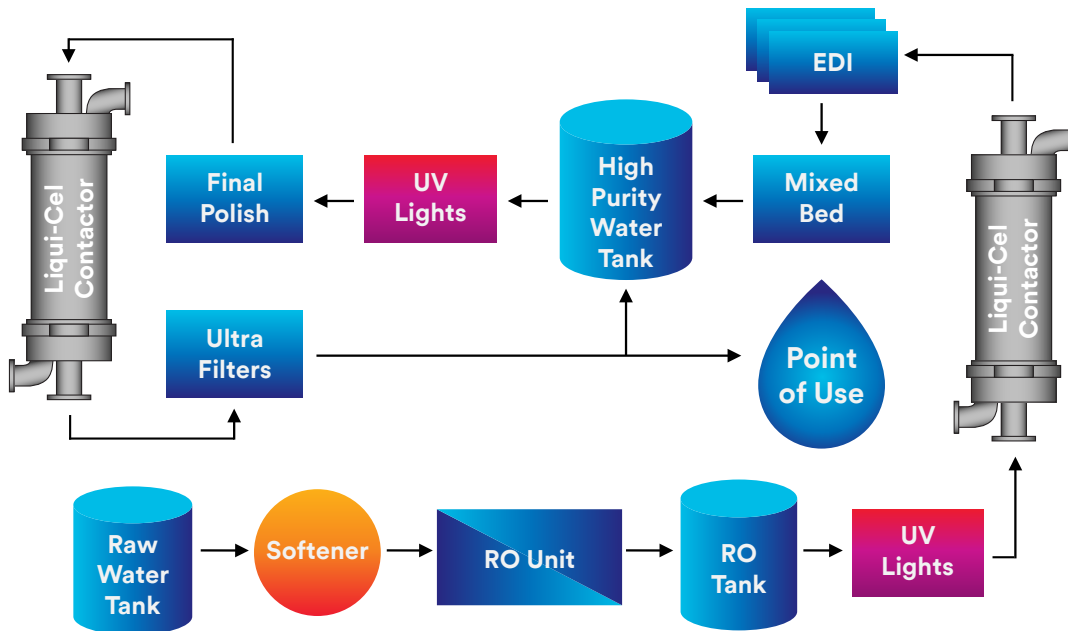 EDI
Final
Polish
UV
Lights
High
Purity
Water
Tank
Mixed
Bed
Liqui-Cel
Contactor
Liqui-Cel
Contactor
Ultra
Filters
Point
of Use
Raw
Water
Tank
Softener
RO Unit
RO
Tank
UV
Lights